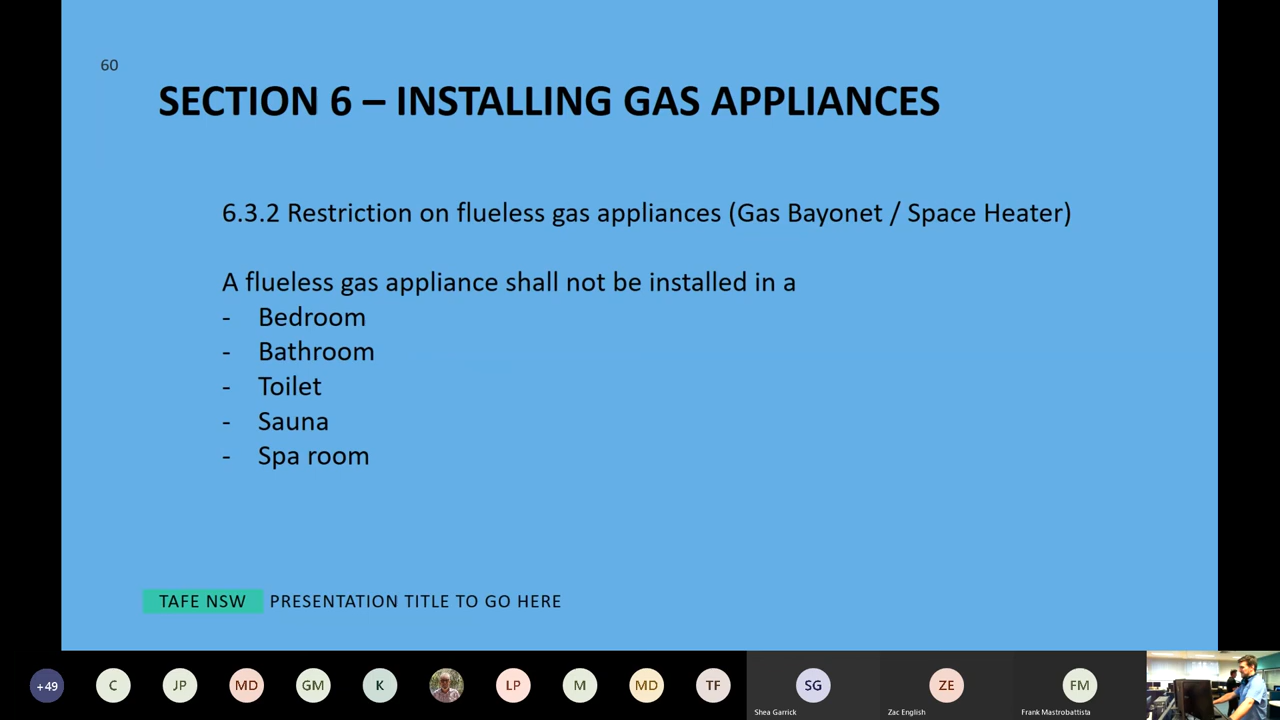 60
SECTION 6 – INSTALLING GAS APPLIANCES
6.3.2 Restriction on flueless gas appliances (Gas Bayonet / Space Heater)
A flueless gas appliance shall not be installed in a
- Bedroom
- Bathroom
- Toilet
- Sauna
- Spa room
TAFE NSW PRESENTATION TITLE TO GO HERE
+49 C JP MD GM K LP M MD TF SG ZE FM
Shea Garrick Zac English Frank Mastrobattista